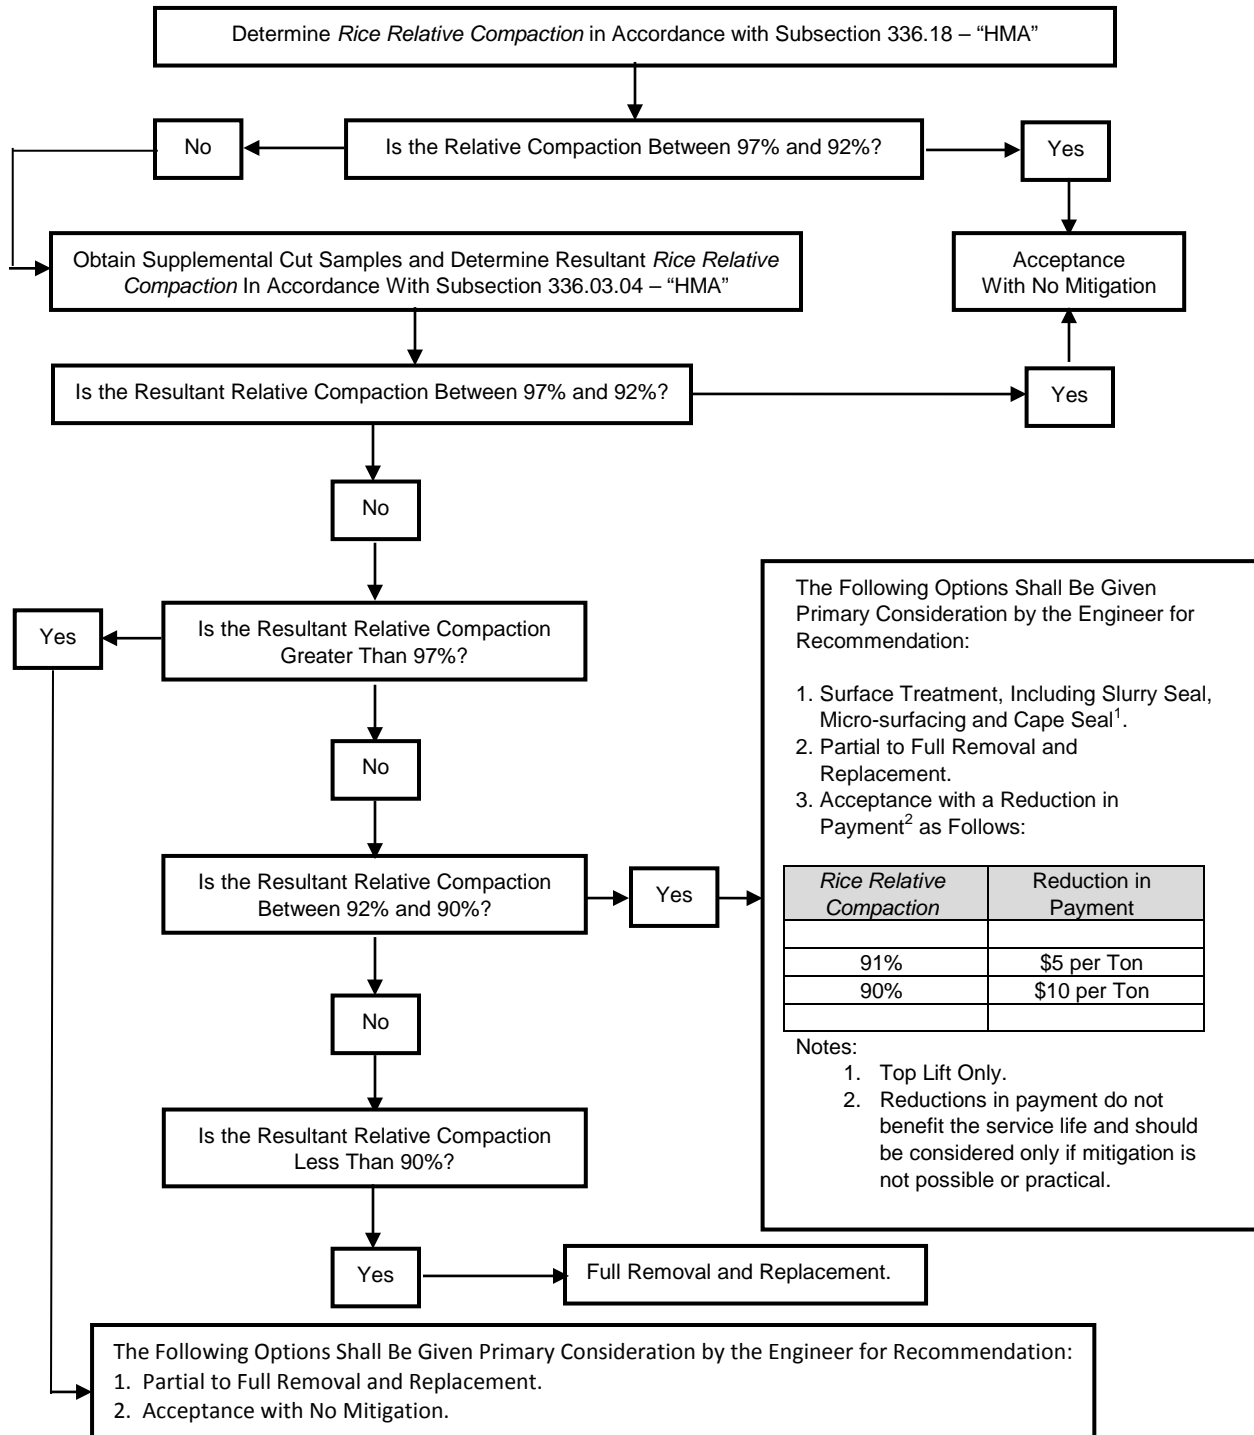 Determine Rice Relative Compaction in Accordance with Subsection 336.18 – “HMA”
No
Is the Relative Compaction Between 97% and 92%?
Yes
Obtain Supplemental Cut Samples and Determine Resultant Rice Relative
Compaction In Accordance With Subsection 336.03.04 – “HMA”
Acceptance
With No Mitigation
Is the Resultant Relative Compaction Between 97% and 92%?
Yes
No
Yes
Is the Resultant Relative Compaction
Greater Than 97%?
No
Is the Resultant Relative Compaction
Between 92% and 90%?
Yes
The Following Options Shall Be Given
Primary Consideration by the Engineer for
Recommendation:
1. Surface Treatment, Including Slurry Seal,
Micro-surfacing and Cape Seal¹.
2. Partial to Full Removal and
Replacement.
3. Acceptance with a Reduction in
Payment² as Follows:
Rice Relative Reduction in
Compaction Payment
91% $5 per Ton
90% $10 per Ton
Notes:
1. Top Lift Only.
2. Reductions in payment do not
benefit the service life and should
be considered only if mitigation is
not possible or practical.
No
Is the Resultant Relative Compaction
Less Than 90%?
Yes
Full Removal and Replacement.
The Following Options Shall Be Given Primary Consideration by the Engineer for Recommendation:
1. Partial to Full Removal and Replacement.
2. Acceptance with No Mitigation.